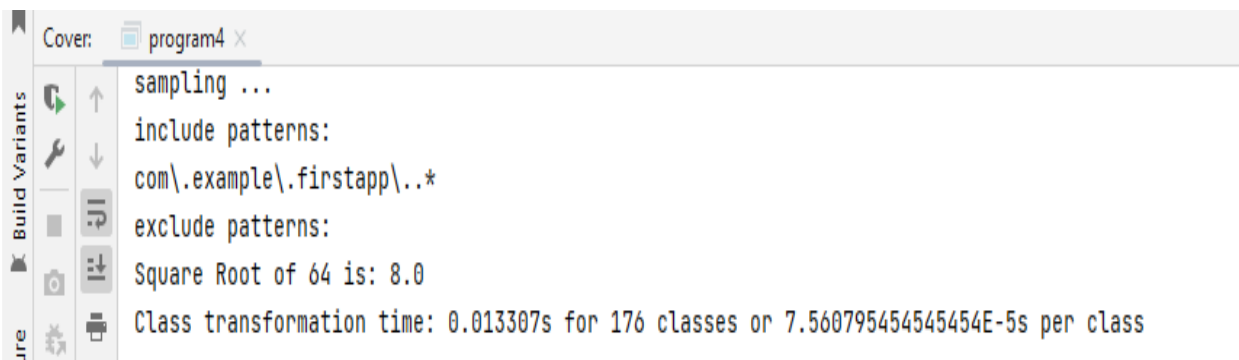 Cover:
program4
Build Variants
sampling ...
include patterns:
com\.example\.firstapp\..*
exclude patterns:
Square Root of 64 is: 8.0
Class transformation time: 0.013307s for 176 classes or 7.560795454545454E-5s per class